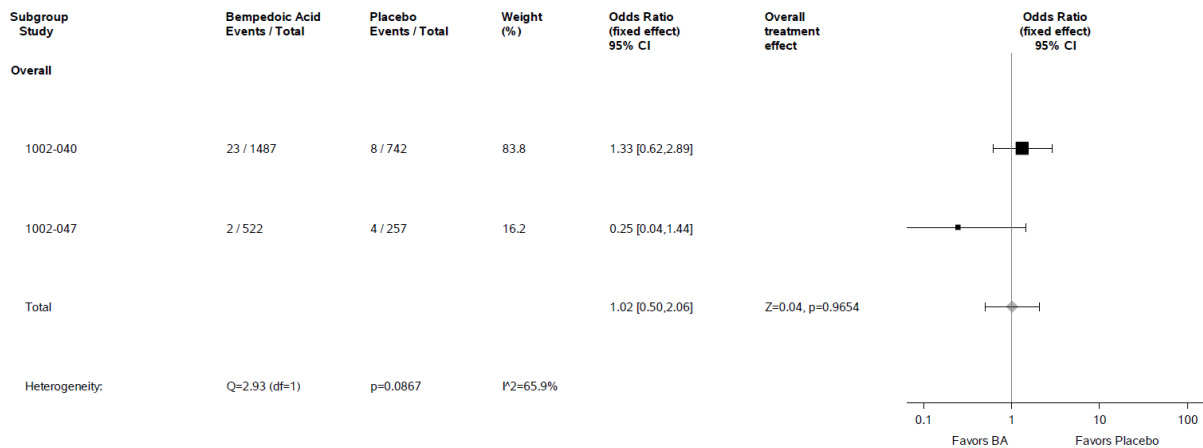 Subgroup Bempedoic Acid Placebo Weight Odds Ratio Overall Odds Ratio
Study Events / Total Events / Total (%) (fixed effect) treatment (fixed effect)
95% CI effect 95% CI
Overall
1002-040 23 / 1487 8 / 742 83.8 1.33 [0.62,2.89]
1002-047 2 / 522 4 / 257 16.2 0.25 [0.04,1.44]
Total 1.02 [0.50,2.06] Z=0.04, p=0.9654
Heterogeneity: Q=2.93 (df=1) p=0.0867 I^2=65.9%
0.1 1 10 100
Favors BA Favors Placebo